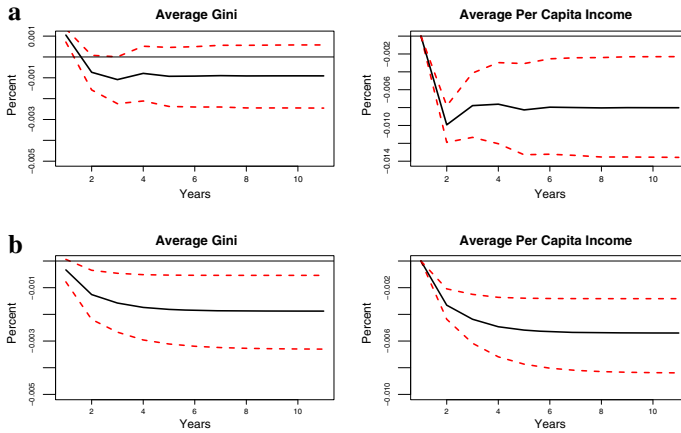 a
Average Gini
Percent
0.001
-0.001
-0.003
-0.005
2 4 6 8 10
Years
Average Per Capita Income
Percent
-0.002
-0.006
-0.010
-0.014
2 4 6 8 10
Years
b
Average Gini
Percent
-0.001
-0.003
-0.005
2 4 6 8 10
Years
Average Per Capita Income
Percent
-0.002
-0.006
-0.010
2 4 6 8 10
Years